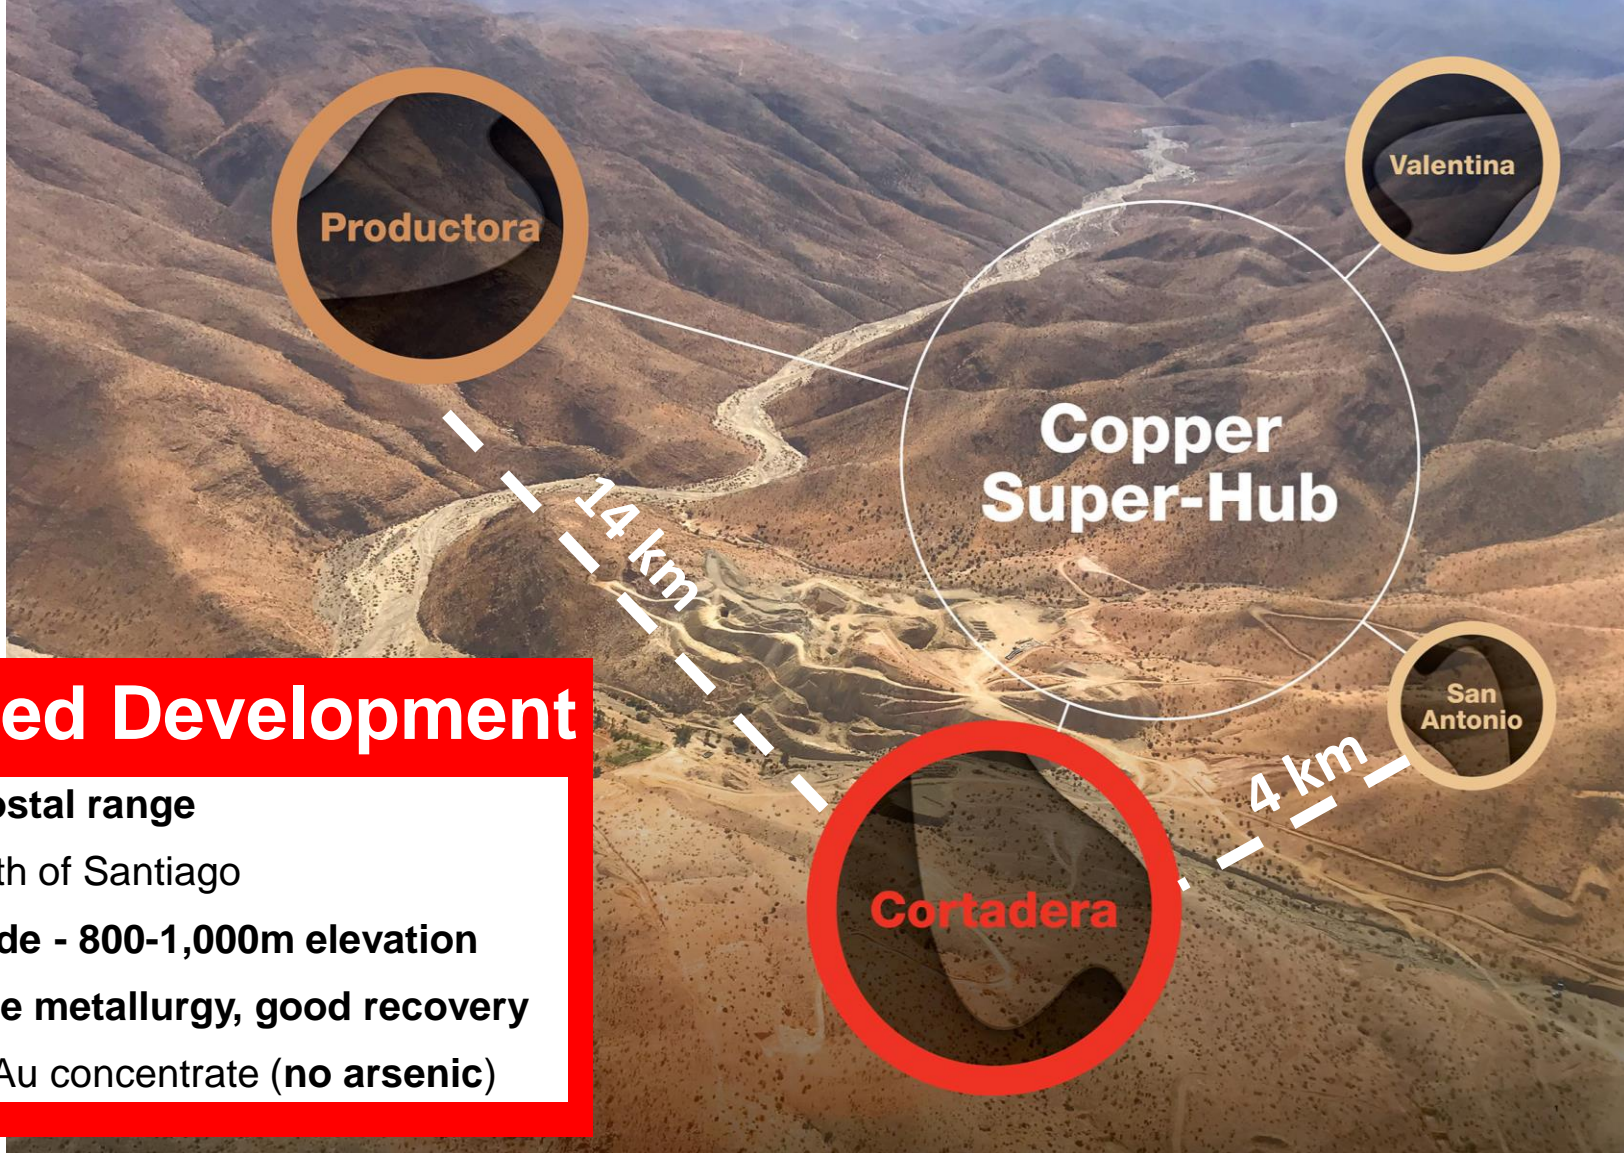 Productora
Valentina
Copper
Super-Hub
14 km
San
Antonio
4 km
Cortadera
ed Development
ostal range
th of Santiago
de - 800-1,000m elevation
e metallurgy, good recovery
Au concentrate (no arsenic)